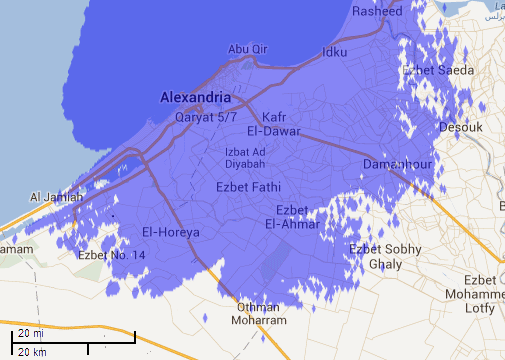 Rasheed
برلس
Abu Qir
Idku
Ezbet Saeda
Alexandria
Qaryat 5/7
Kafr
El-Dawar
Desouk
Izbat Ad
Diyabah
Damanhour
Ezbet Fathi
Al Jamiah
Ezbet
El-Ahmar
El-Horeya
amam
Ezbet No. 14
Ezbet Sobhy
Ghaly
Ezbet
Mohamme
Lotfy
Othman
Moharram
20 mi
20 km